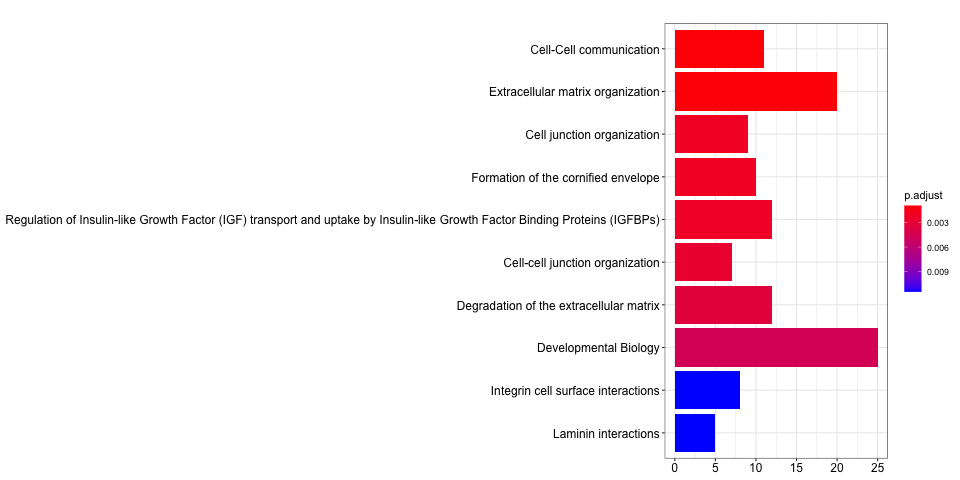 Cell-Cell communication
Extracellular matrix organization
Cell junction organization
Formation of the cornified envelope
Regulation of Insulin-like Growth Factor (IGF) transport and uptake by Insulin-like Growth Factor Binding Proteins (IGFBPs)
Cell-cell junction organization
Degradation of the extracellular matrix
Developmental Biology
Integrin cell surface interactions
Laminin interactions
0 5 10 15 20 25
p.adjust
0.003
0.006
0.009